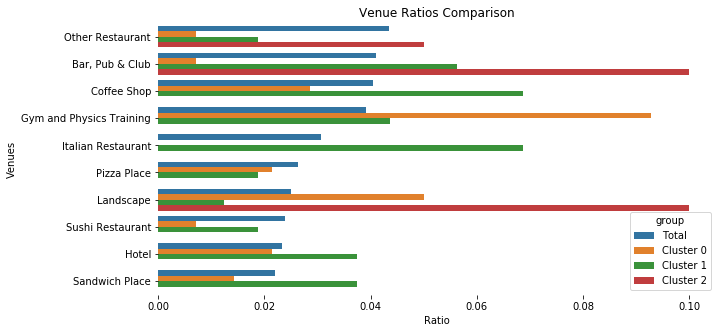 Venue Ratios Comparison
Venues
Other Restaurant
Bar, Pub & Club
Coffee Shop
Gym and Physics Training
Italian Restaurant
Pizza Place
Landscape
Sushi Restaurant
Hotel
Sandwich Place
group
Total
Cluster 0
Cluster 1
Cluster 2
0.00 0.02 0.04 0.06 0.08 0.10
Ratio